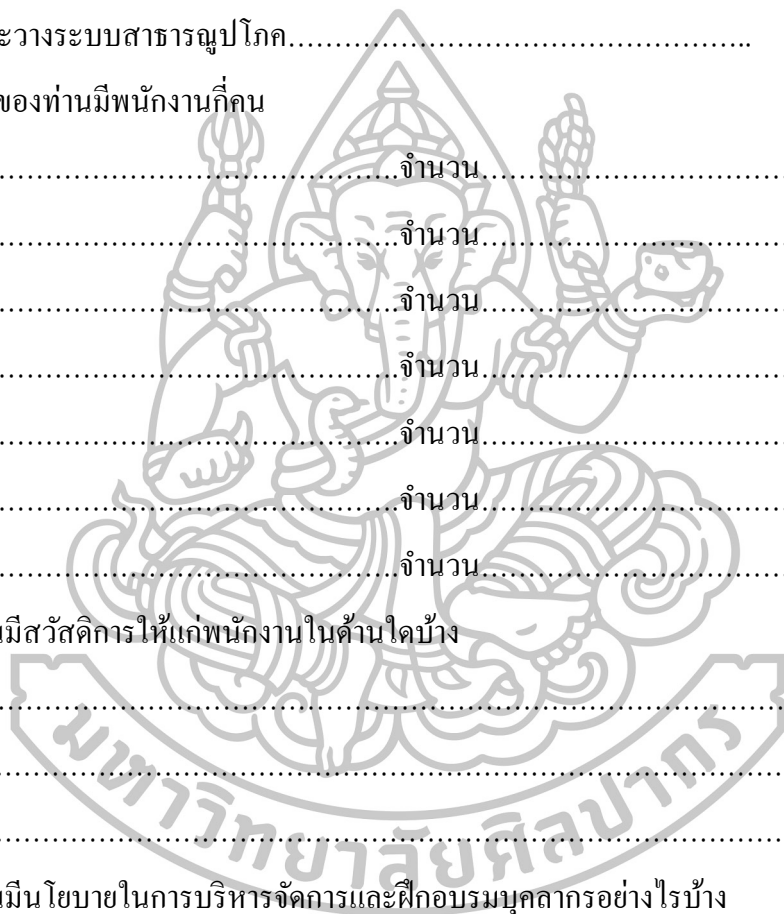 ะวางระบบสาธารณูปโภค…………………………………………..
ของท่านมีพนักงานกี่คน
………………………………………จำนวน……………………………
………………………………………จำนวน……………………………
………………………………………จำนวน……………………………
………………………………………จำนวน……………………………
………………………………………จำนวน……………………………
………………………………………จำนวน……………………………
………………………………………จำนวน……………………………
นมีสวัสดิการให้แก่พนักงานในด้านใดบ้าง
……………………………………………………………………………
……………………………………………………………………………
……………………………………………………………………………
มหาวิทยาลัยศิลปากร
นมีนโยบายในการบริหารจัดการและฝึกอบรมบุคลากรอย่างไรบ้าง